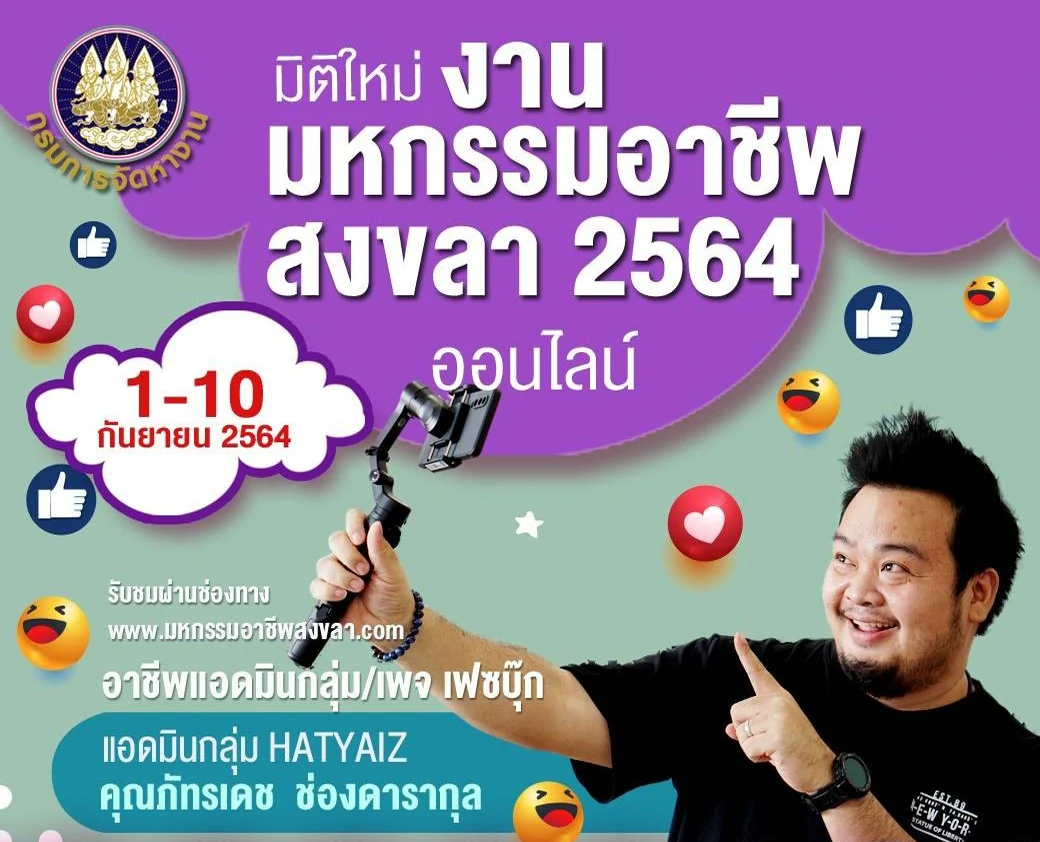 กรมการจัดหางาน
มิติใหม่ งาน
มหกรรมอาชีพ
สงขลา 2564
ออนไลน์
1-10
กันยายน 2564
รับชมผ่านช่องทาง
www.มหกรรมอาชีพสงขลา.com
อาชีพแอดมินกลุ่ม/เพจ เฟซบุ๊ก
แอดมินกลุ่ม HATYAIZ
คุณภัทรเดช ช่องดารากุล
EST.89
STATUE OF LIBERTY